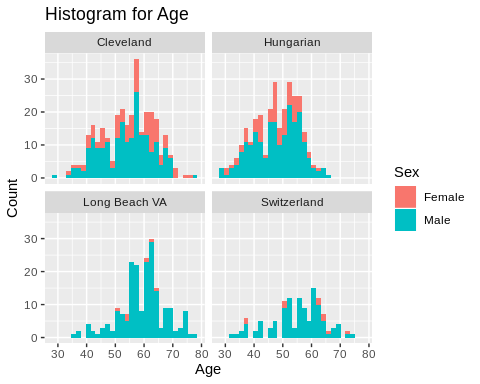 Histogram for Age
Cleveland
Hungarian
30
20
10
0
Long Beach VA
Switzerland
30
20
10
0
30 40 50 60 70 80 30 40 50 60 70 80
Age
Count
Sex
Female
Male